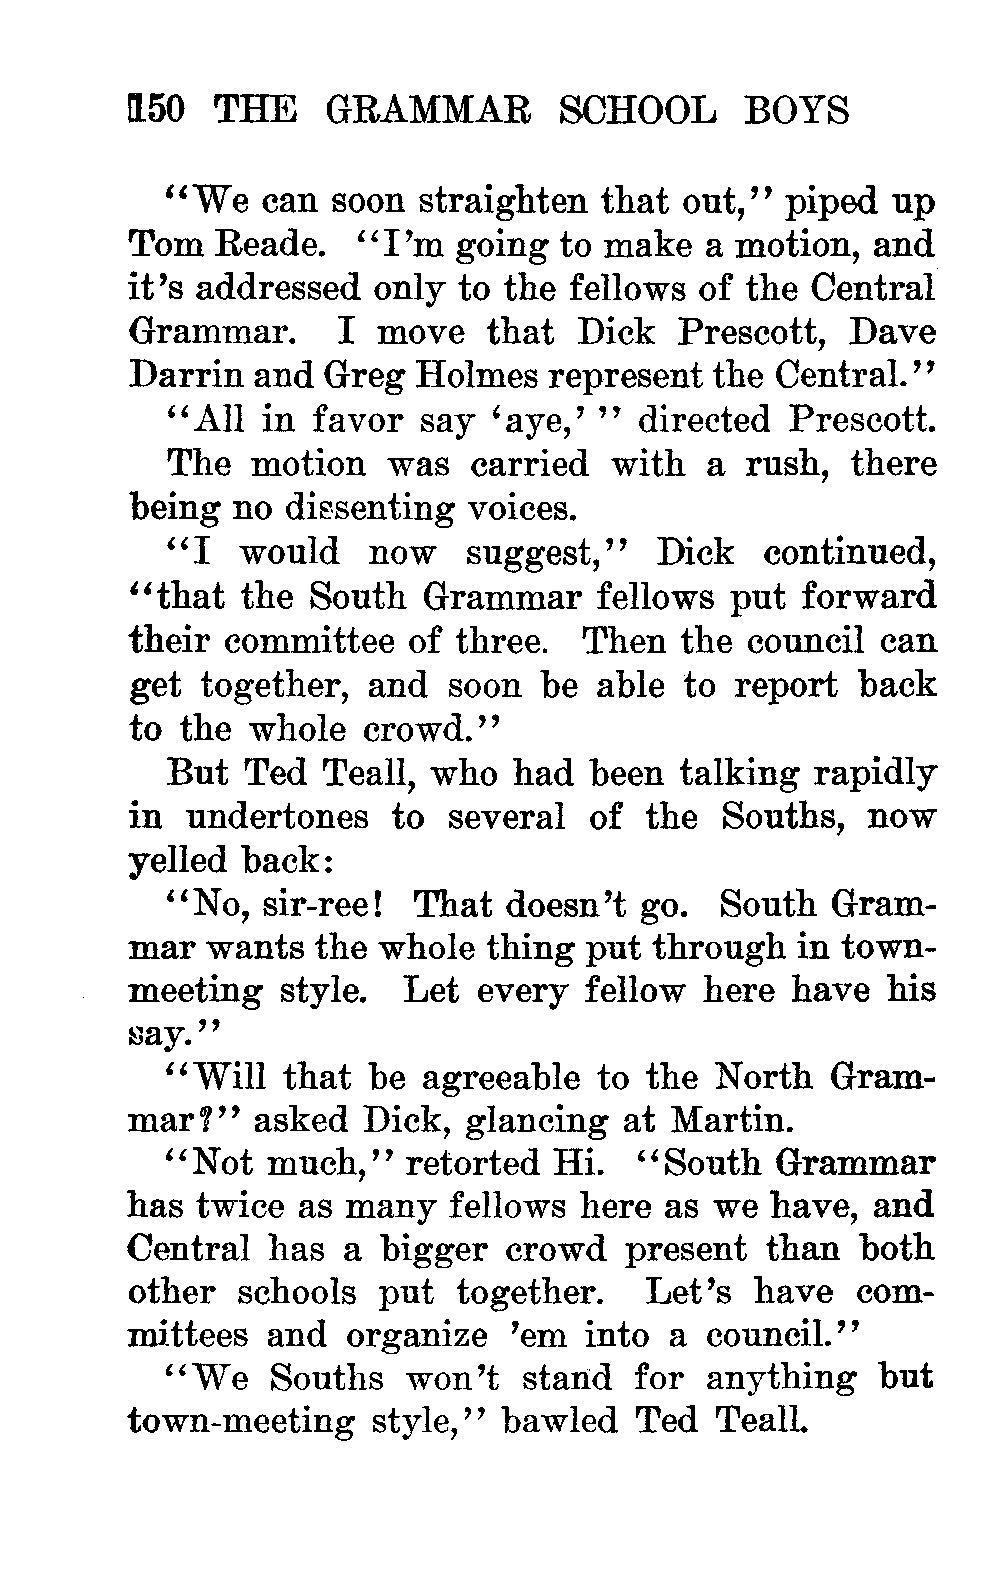 150 THE GRAMMAR SCHOOL BOYS
“We can soon straighten that out,” piped up
Tom Reade. “I’m going to make a motion, and
it’s addressed only to the fellows of the Central
Grammar. I move that Dick Prescott, Dave
Darrin and Greg Holmes represent the Central.”
“All in favor say ‘aye,’ ” directed Prescott.
The motion was carried with a rush, there
being no dissenting voices.
“I would now suggest,” Dick continued,
“that the South Grammar fellows put forward
their committee of three. Then the council can
get together, and soon be able to report back
to the whole crowd.”
But Ted Teall, who had been talking rapidly
in undertones to several of the Souths, now
yelled back:
“No, sir-ree! That doesn’t go. South Gram-
mar wants the whole thing put through in town-
meeting style. Let every fellow here have his
say.”
“Will that be agreeable to the North Gram-
mar?” asked Dick, glancing at Martin.
“Not much,” retorted Hi. “South Grammar
has twice as many fellows here as we have, and
Central has a bigger crowd present than both
other schools put together. Let’s have com-
mittees and organize ’em into a council.”
“We Souths won’t stand for anything but
town-meeting style,” bawled Ted Teall.